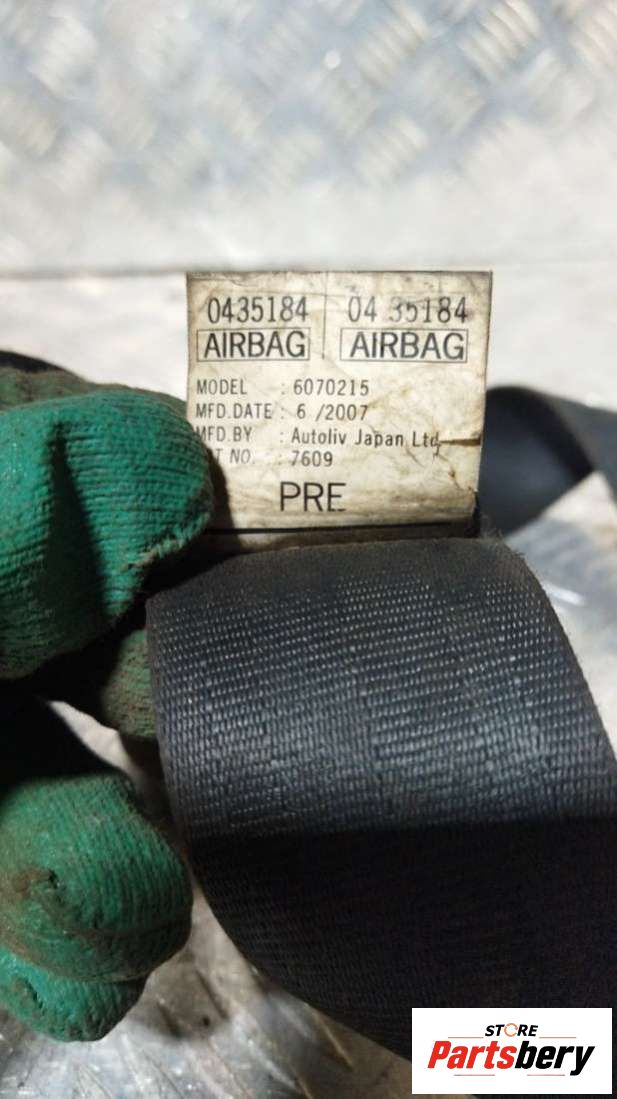 0435184 0435184
AIRBAG AIRBAG
MODEL : 6070215
MFD.DATE : 6 /2007
MFD.BY : Autoliv Japan Ltd
NO. : 7609
PRE
STORE
Partsbery